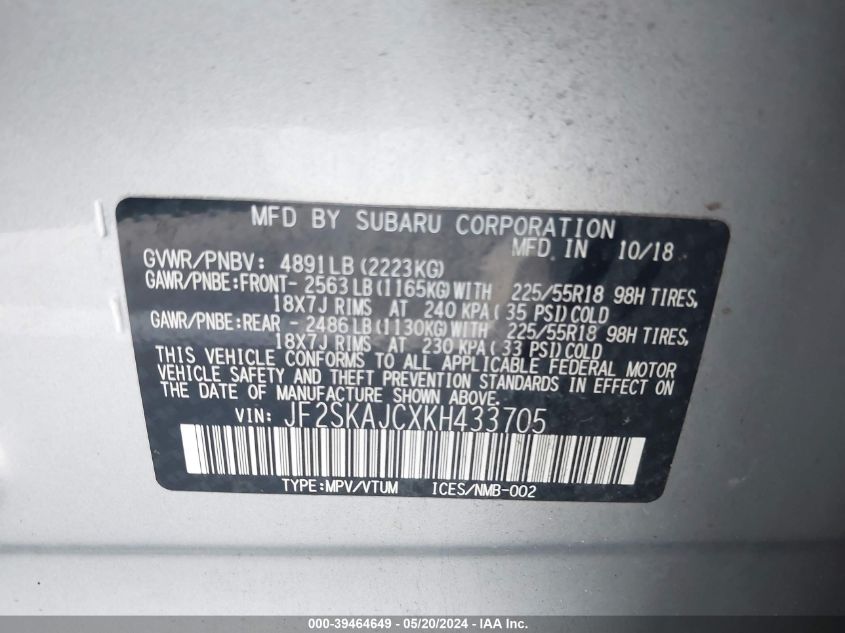 MFD BY SUBARU CORPORATION
MFD IN 10/18
GVWR/PNBV: 4891LB (2223KG)
GAWR/PNBE:FRONT- 2563LB(1165KG)WITH 225/55R18 98H TIRES,
18X7J RIMS AT 240 KPA( 35 PSI)COLD
GAWR/PNBE:REAR - 2486LB(1130KG)WITH 225/55R18 98H TIRES,
18X7J RIMS AT 230 KPA( 33 PSI)COLD
THIS VEHICLE CONFORMS TO ALL APPLICABLE FEDERAL MOTOR
VEHICLE SAFETY AND THEFT PREVENTION STANDARDS IN EFFECT ON
THE DATE OF MANUFACTURE SHOWN ABOVE.
VIN: JF2SKAJCXKH433705
TYPE:MPV/VTUM ICES/NMB-002
000-39464649 - 05/20/2024 - IAA Inc.